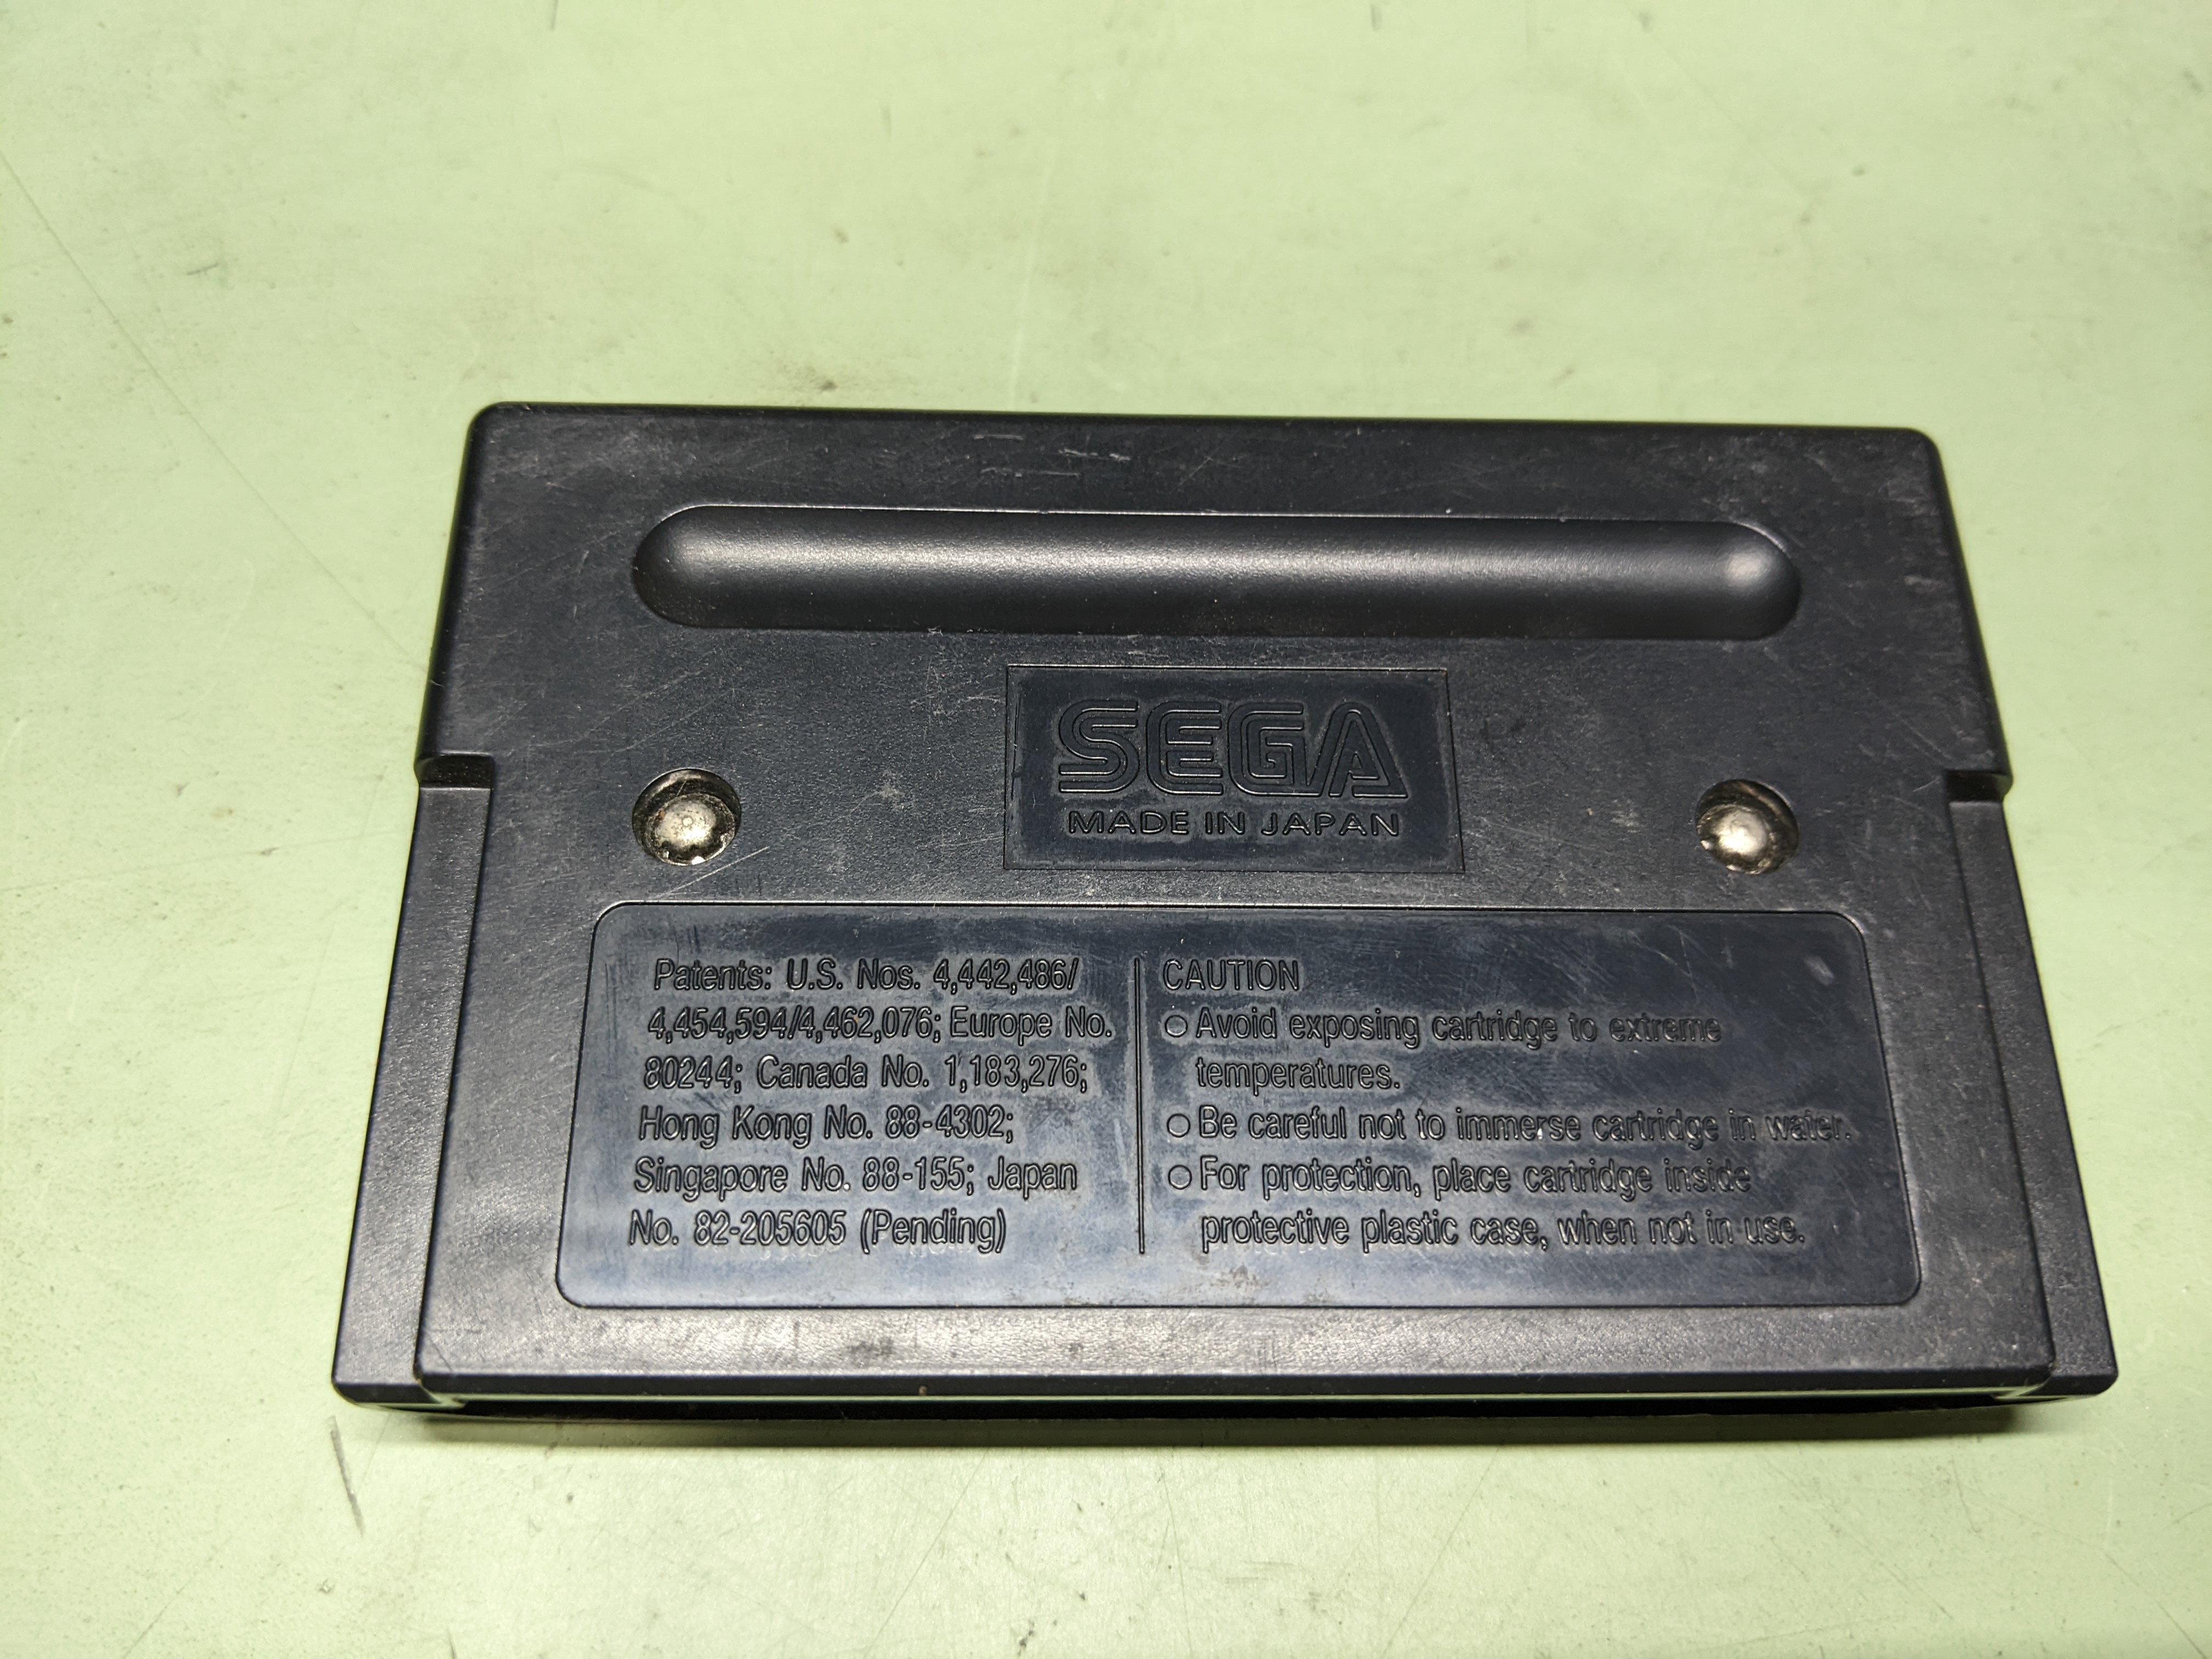 SEGA
MADE IN JAPAN
Patents: U.S. Nos. 4,442,486/
4,454,594/4,462,076; Europe No.
80244; Canada No. 1,183,276;
Hong Kong No. 88-4302;
Singapore No. 88-155; Japan
No. 82-205605 (Pending)
CAUTION
○ Avoid exposing cartridge to extreme
temperatures.
○ Be careful not to immerse cartridge in water.
○ For protection, place cartridge inside
protective plastic case, when not in use.